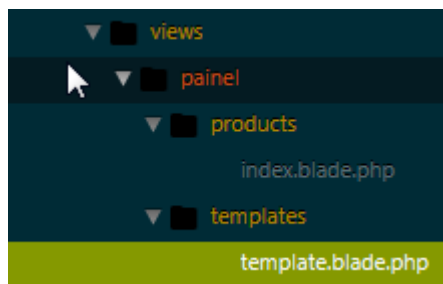 views
painel
products
index.blade.php
templates
template.blade.php